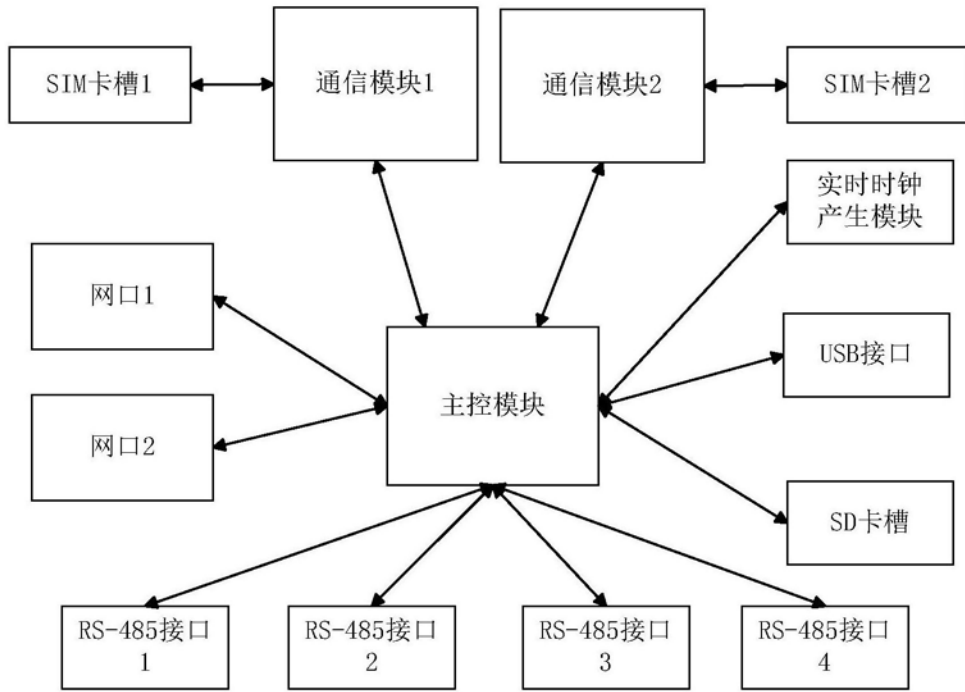 SIM卡槽1
通信模块1
通信模块2
SIM卡槽2
实时时钟
产生模块
网口1
USB接口
主控模块
网口2
SD卡槽
RS-485接口
1
RS-485接口
2
RS-485接口
3
RS-485接口
4